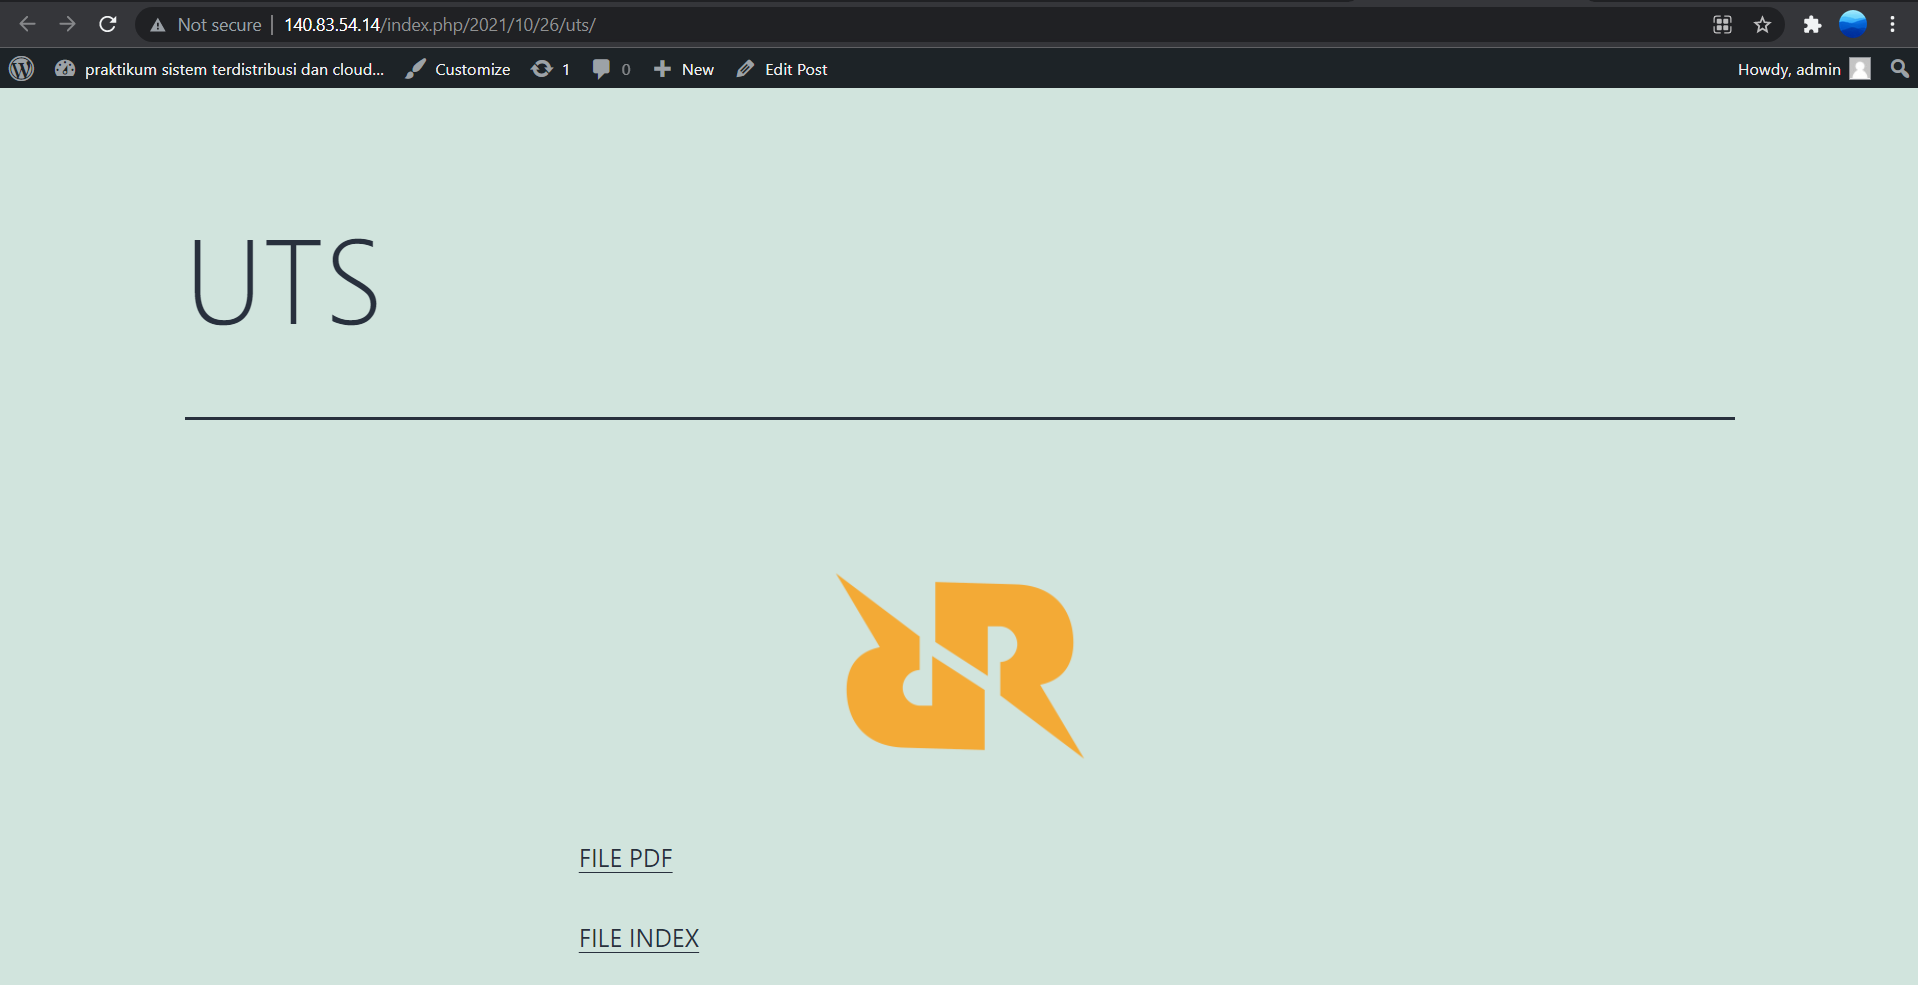 Not secure | 140.83.54.14/index.php/2021/10/26/uts/
praktikum sistem terdistribusi dan cloud... Customize 1 0 New Edit Post Howdy, admin
UTS
FILE PDF
FILE INDEX